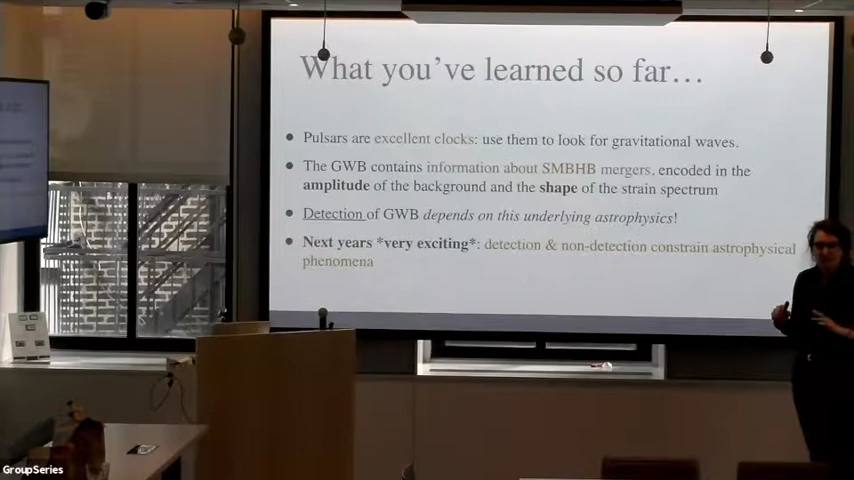 What you've learned so far…
● Pulsars are excellent clocks: use them to look for gravitational waves.
● The GWB contains information about SMBHB mergers, encoded in the
amplitude of the background and the shape of the strain spectrum
● Detection of GWB depends on this underlying astrophysics!
● Next years *very exciting*: detection & non-detection constrain astrophysical
phenomena
GroupSeries